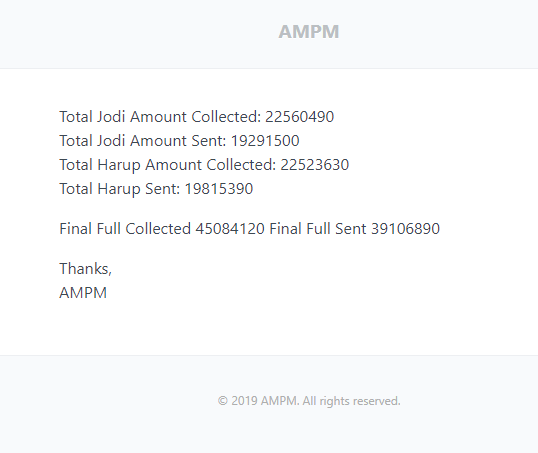 AMPM
Total Jodi Amount Collected: 22560490
Total Jodi Amount Sent: 19291500
Total Harup Amount Collected: 22523630
Total Harup Sent: 19815390
Final Full Collected 45084120 Final Full Sent 39106890
Thanks,
AMPM
© 2019 AMPM. All rights reserved.